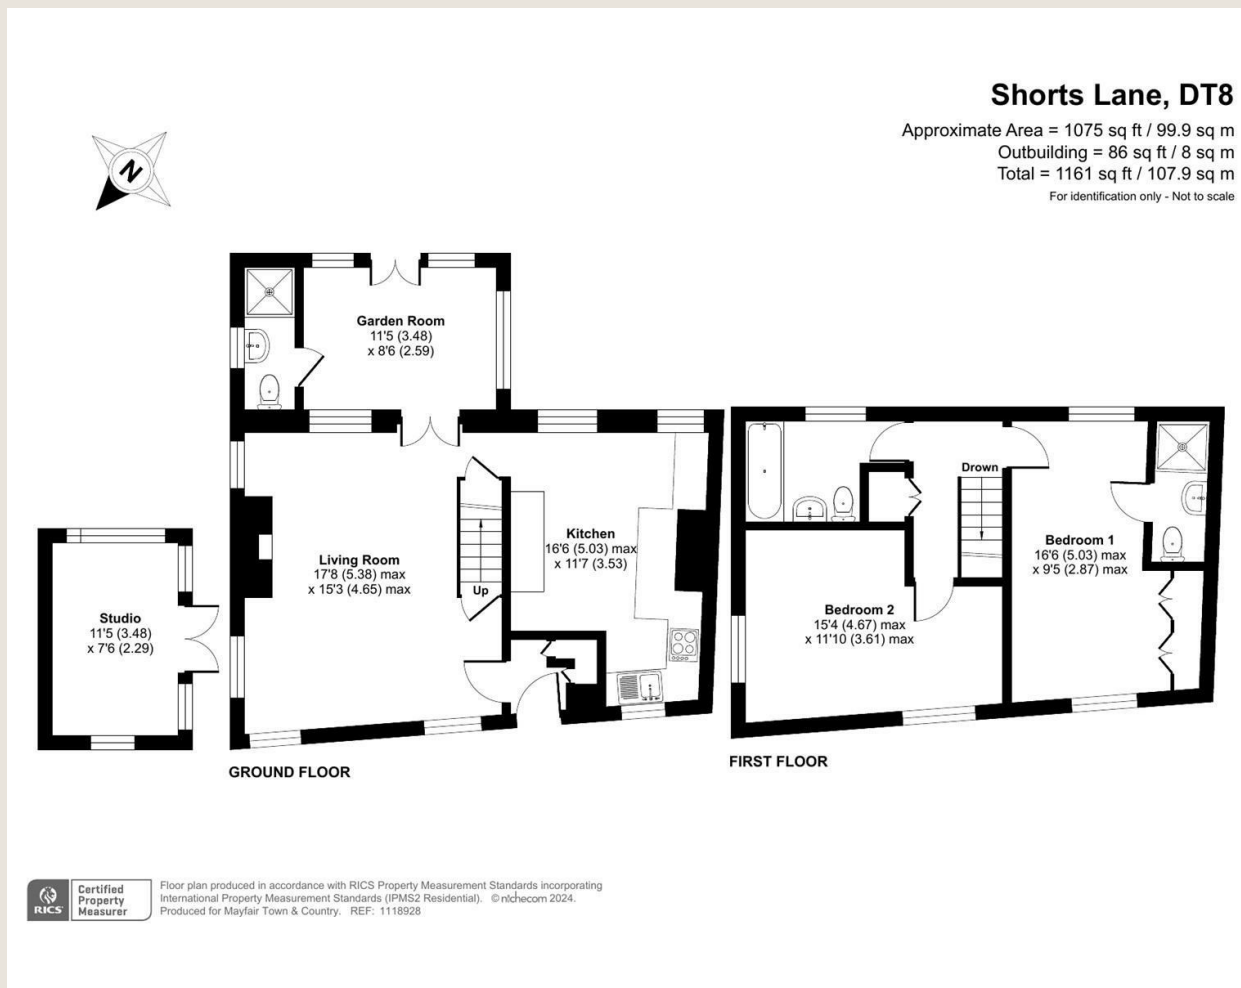 Shorts Lane, DT8
Approximate Area = 1075 sq ft / 99.9 sq m
Outbuilding = 86 sq ft / 8 sq m
Total = 1161 sq ft / 107.9 sq m
For identification only - Not to scale
N
Garden Room
11'5 (3.48)
x 8'6 (2.59)
Living Room
17'8 (5.38) max
x 15'3 (4.65) max
Up
Kitchen
16'6 (5.03) max
x 11'7 (3.53)
Studio
11'5 (3.48)
x 7'6 (2.29)
GROUND FLOOR
Drown
Bedroom 1
16'6 (5.03) max
x 9'5 (2.87) max
Bedroom 2
15'4 (4.67) max
x 11'10 (3.61) max
FIRST FLOOR
RICS
Certified
Property
Measurer
Floor plan produced in accordance with RICS Property Measurement Standards incorporating
International Property Measurement Standards (IPMS2 Residential). © nichecom 2024.
Produced for Mayfair Town & Country. REF: 1118928